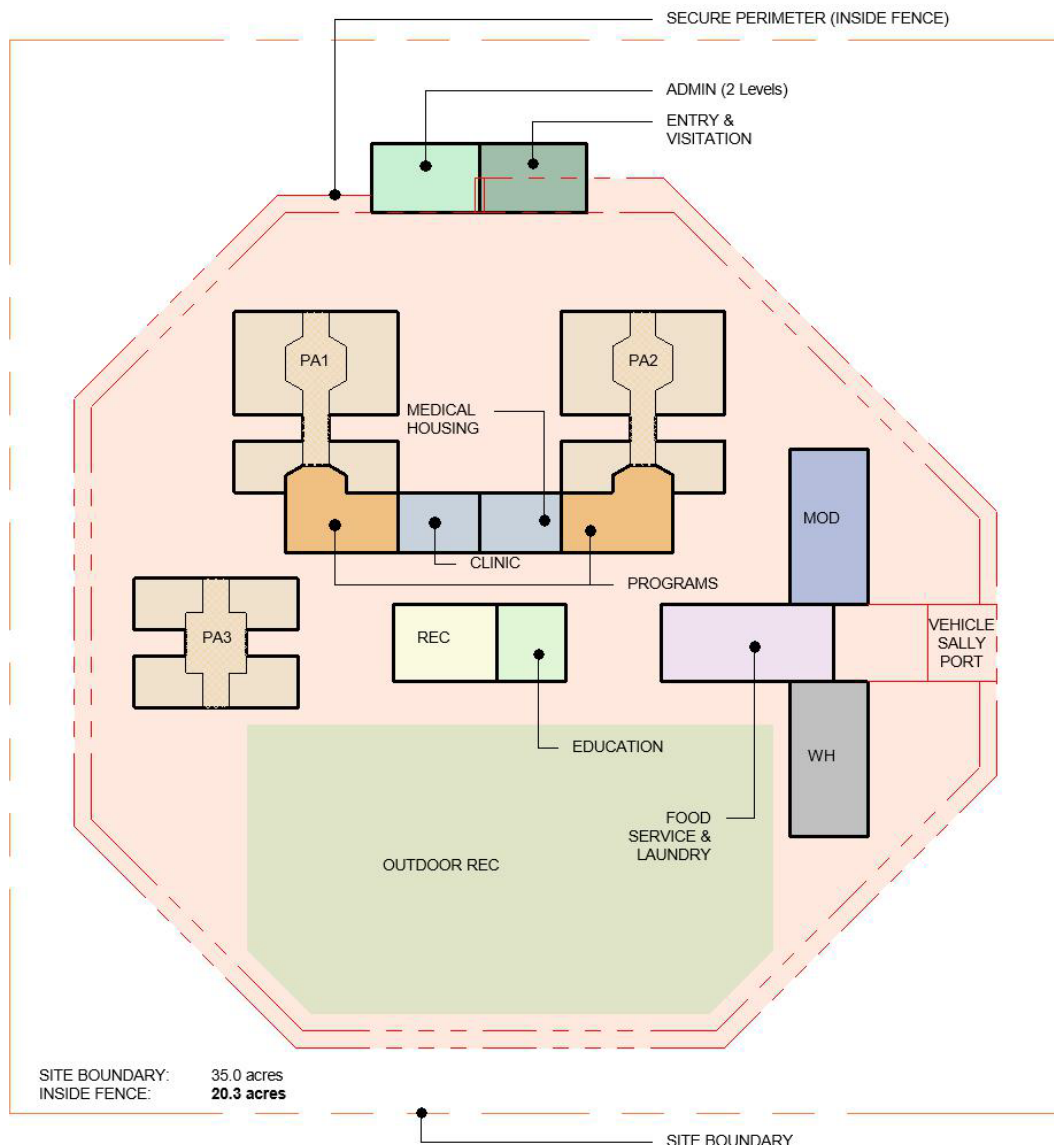 SECURE PERIMETER (INSIDE FENCE)
ADMIN (2 Levels)
ENTRY &
VISITATION
PA1
PA2
MEDICAL
HOUSING
MOD
CLINIC
PROGRAMS
PA3
REC
VEHICLE
SALLY
PORT
EDUCATION
WH
FOOD
SERVICE &
LAUNDRY
OUTDOOR REC
SITE BOUNDARY: 35.0 acres
INSIDE FENCE: 20.3 acres
SITE BOUNDARY